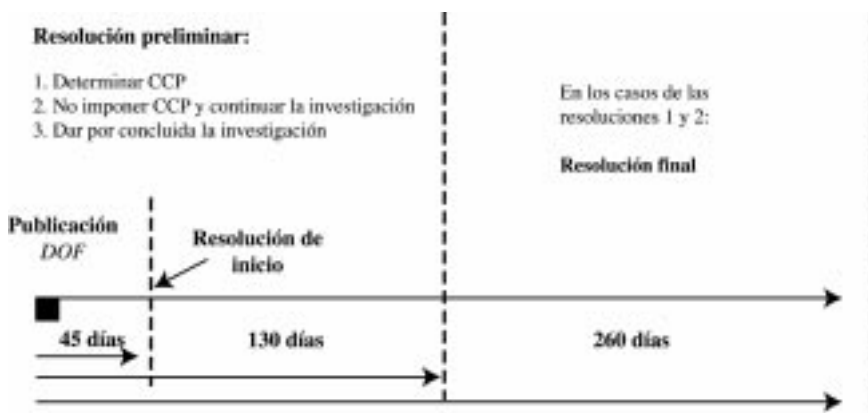 Resolución preliminar:
1. Determinar CCP
2. No imponer CCP y continuar la investigación
3. Dar por concluida la investigación
En los casos de las
resoluciones 1 y 2:
Resolución final
Publicación
DOF
Resolución de
inicio
45 días
130 días
260 días